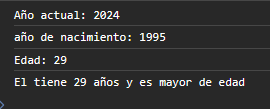 Año actual: 2024
año de nacimiento: 1995
Edad: 29
El tiene 29 años y es mayor de edad